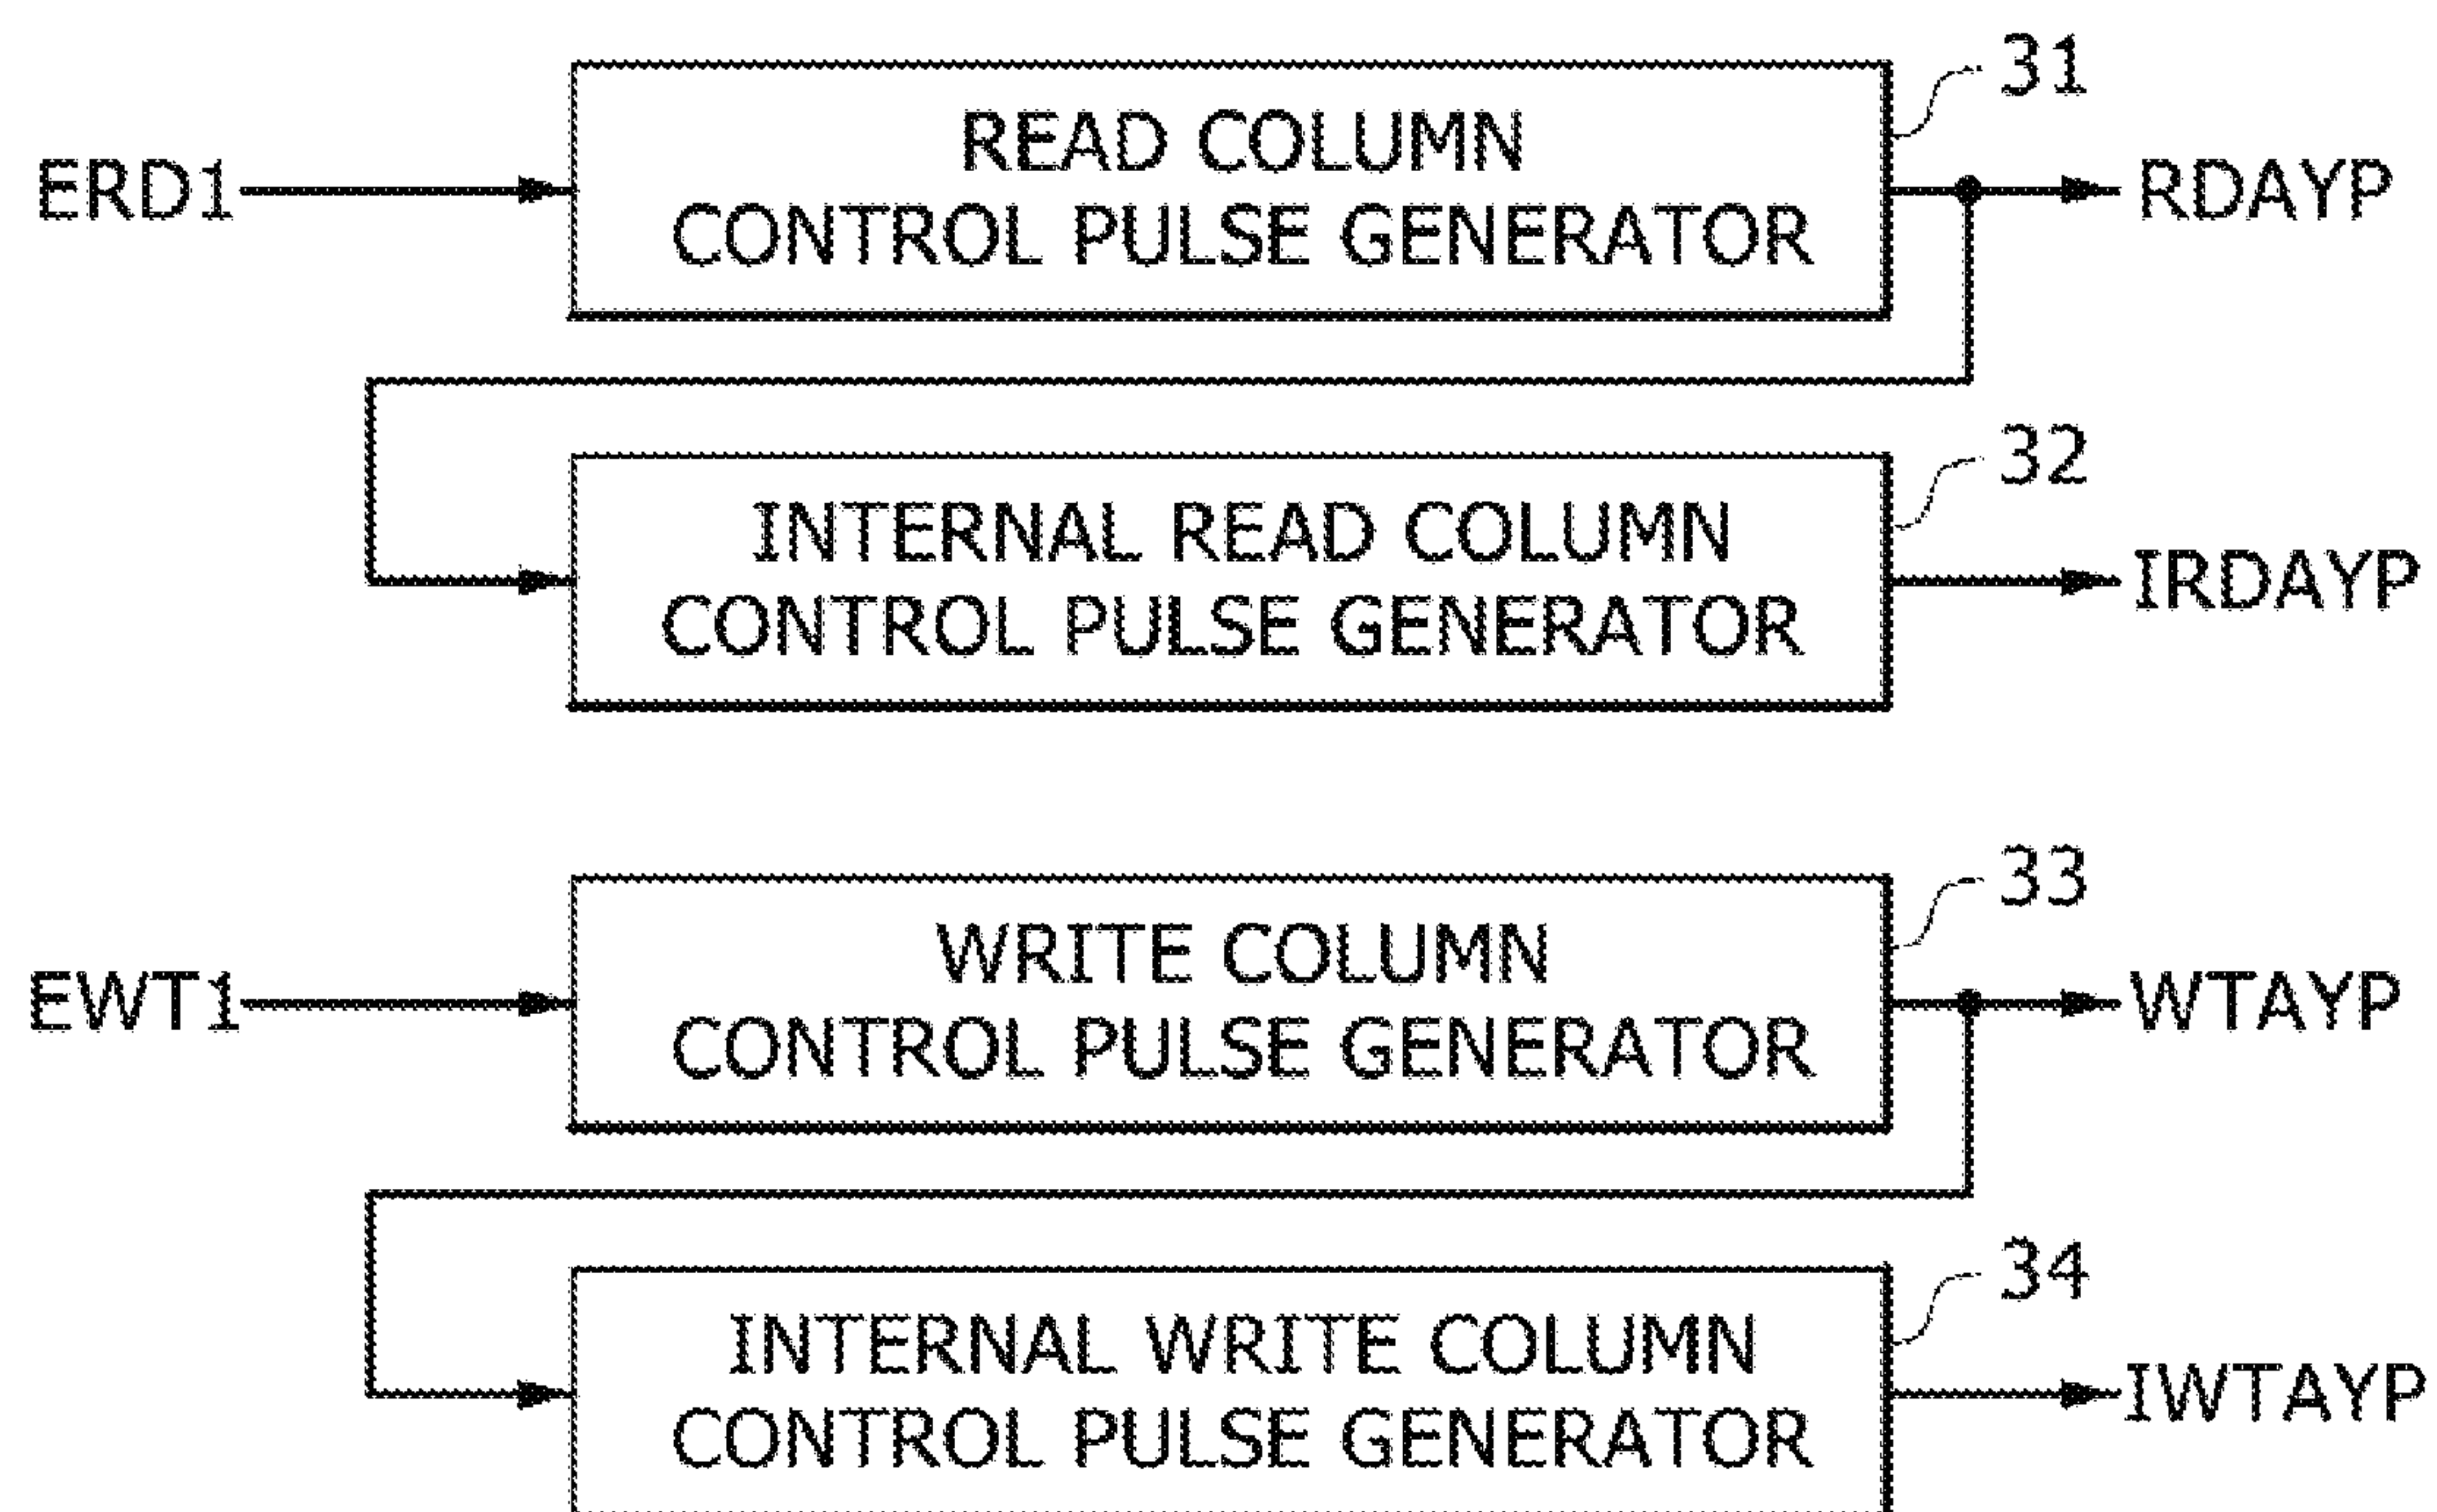 31
READ COLUMN
ERD1
RDAYP
CONTROL PULSE GENERATOR
32
INTERNAL READ COLUMN
IRDAYP
CONTROL PULSE GENERATOR
33
WRITE COLUMN
EWT1
WTAYP
CONTROL PULSE GENERATOR
34
INTERNAL WRITE COLUMN
IWTAYP
CONTROL PULSE GENERATOR